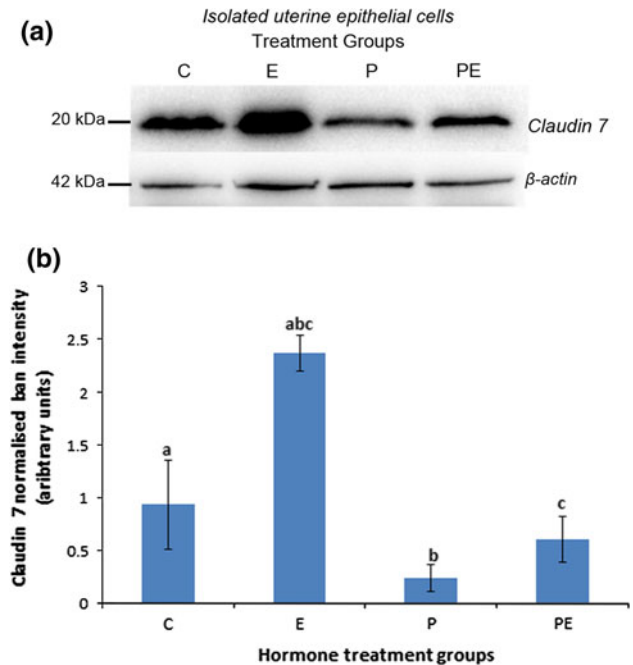 (a)
Isolated uterine epithelial cells
Treatment Groups
C E P PE
20 kDa Claudin 7
42 kDa β-actin
(b)
Claudin 7 normalised ban intensity
(aribtrary units)
3
2.5
2
1.5
1
0.5
0
a abc b c
C E P PE
Hormone treatment groups